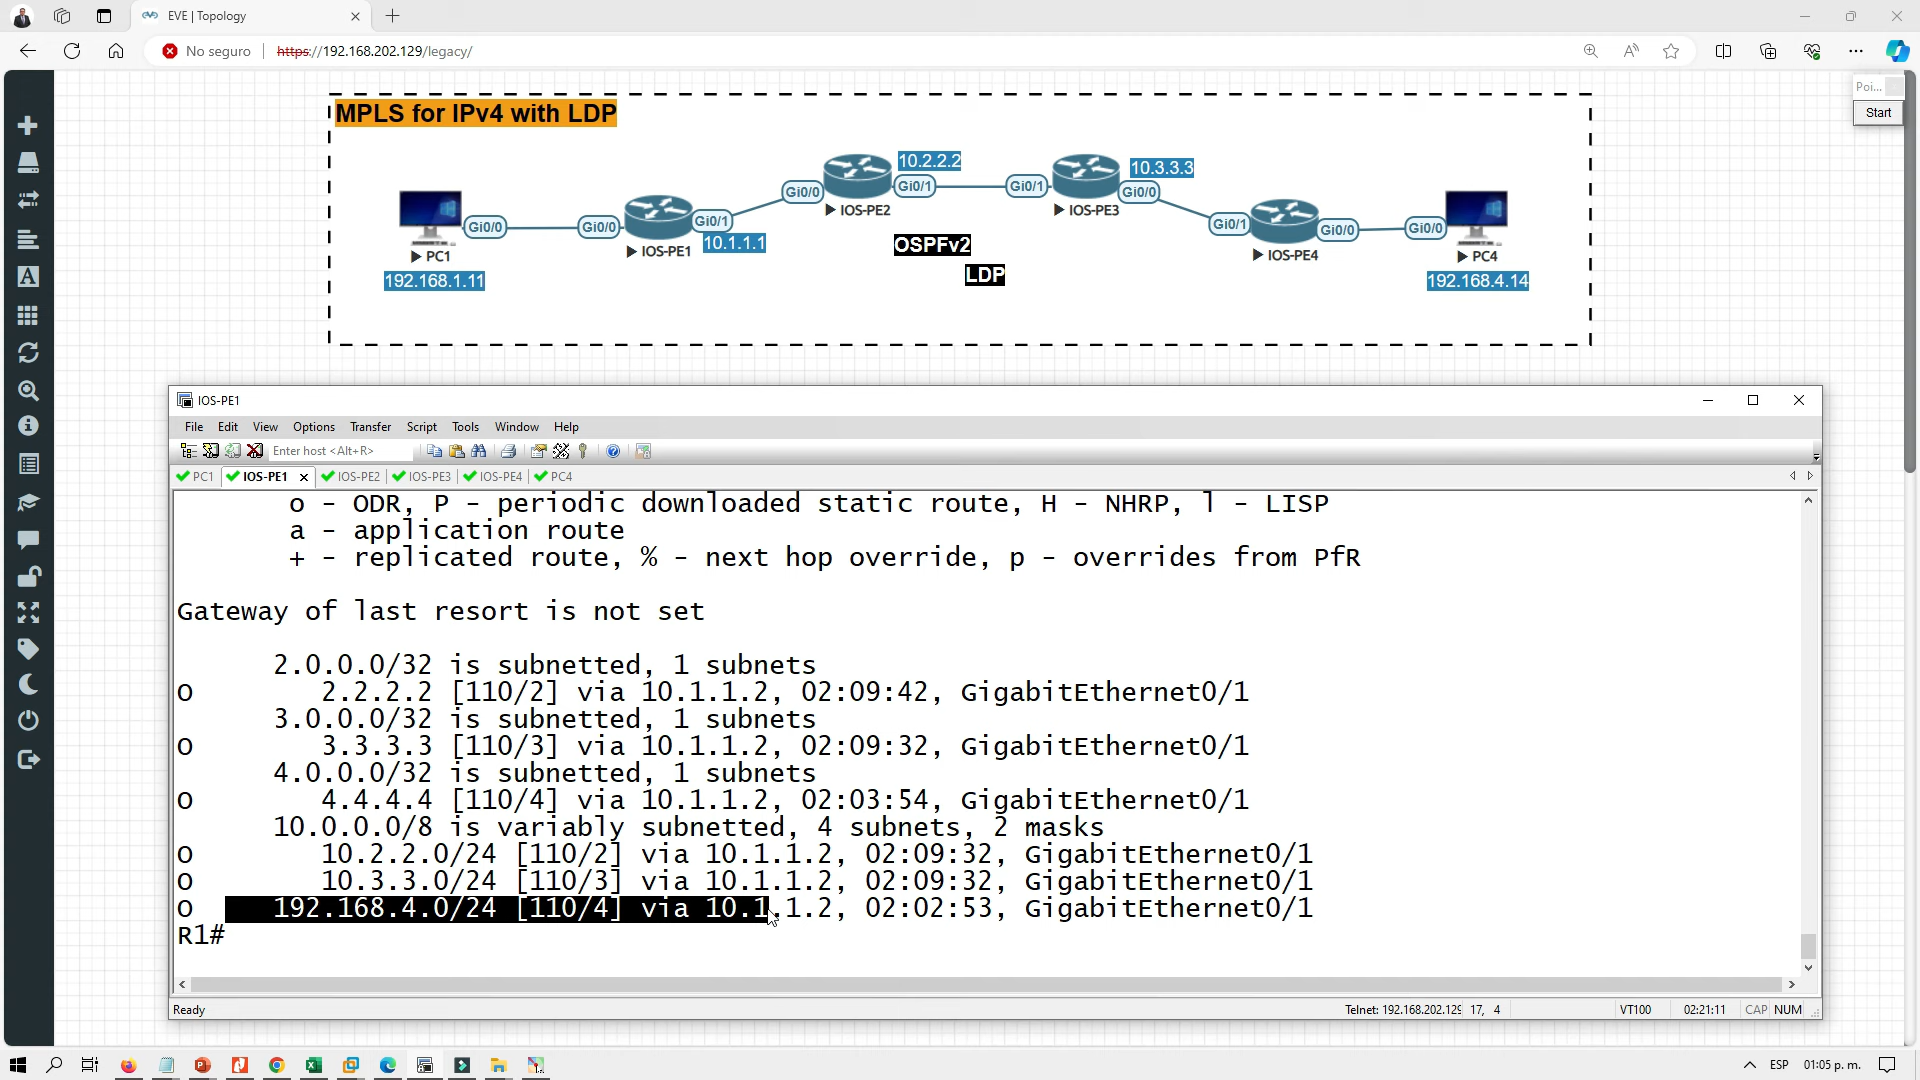 EVE | Topology
No seguro
https://192.168.202.129/legacy/
Poi...
Start
MPLS for IPv4 with LDP
10.2.2.2
10.3.3.3
Gi0/0
Gi0/1
Gi0/1
Gi0/0
IOS-PE2
IOS-PE3
Gi0/0
Gi0/0
Gi0/1
Gi0/1
Gi0/0
Gi0/0
PC1
IOS-PE1
10.1.1.1
OSPFv2
IOS-PE4
PC4
192.168.1.11
LDP
192.168.4.14
IOS-PE1
File Edit View Options Transfer Script Tools Window Help
Enter host <Alt+R>
PC1 IOS-PE1 IOS-PE2 IOS-PE3 IOS-PE4 PC4
o - ODR, P - periodic downloaded static route, H - NHRP, l - LISP
a - application route
+ - replicated route, % - next hop override, p - overrides from PfR
Gateway of last resort is not set
2.0.0.0/32 is subnetted, 1 subnets
O 2.2.2.2 [110/2] via 10.1.1.2, 02:09:42, GigabitEthernet0/1
3.0.0.0/32 is subnetted, 1 subnets
O 3.3.3.3 [110/3] via 10.1.1.2, 02:09:32, GigabitEthernet0/1
4.0.0.0/32 is subnetted, 1 subnets
O 4.4.4.4 [110/4] via 10.1.1.2, 02:03:54, GigabitEthernet0/1
10.0.0.0/8 is variably subnetted, 4 subnets, 2 masks
O 10.2.2.0/24 [110/2] via 10.1.1.2, 02:09:32, GigabitEthernet0/1
O 10.3.3.0/24 [110/3] via 10.1.1.2, 02:09:32, GigabitEthernet0/1
O 192.168.4.0/24 [110/4] via 10.1.1.2, 02:02:53, GigabitEthernet0/1
R1#
Ready
Telnet: 192.168.202.129 17, 4 VT100 02:21:11 CAP NUM
ESP 01:05 p. m.